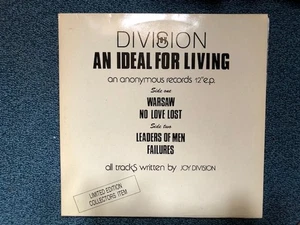 DIVISION
AN IDEAL FOR LIVING
an anonymous records 12" e.p.
Side one
WARSAW
NO LOVE LOST
Side two
LEADERS OF MEN
FAILURES
all tracks written by JOY DIVISION
LIMITED EDITION
COLLECTORS ITEM